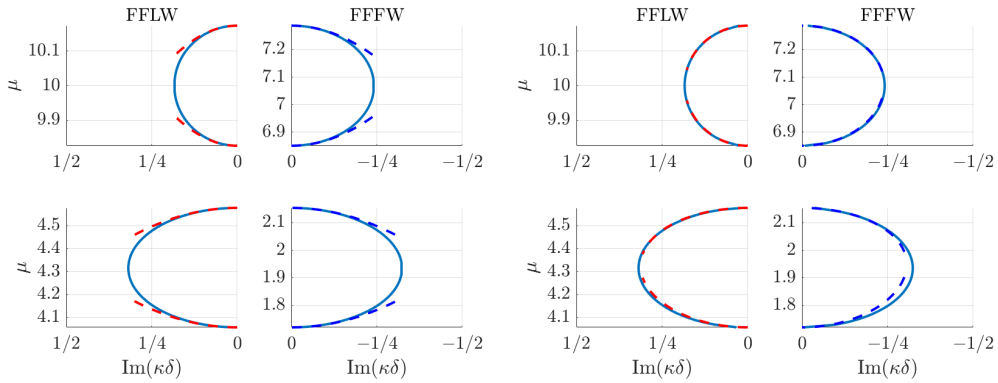 FFLW FFFW FFLW FFFW
10.1 7.2 10.1 7.2
μ 10 7.1 10 7.1
7 7
9.9 6.9 9.9 6.9
1/2 1/4 0 0 −1/4 −1/2 1/2 1/4 0 0 −1/4 −1/2
4.5 2.1 4.5 2.1
4.4 2 4.4 2
μ 4.3 1.9 μ 4.3 1.9
4.2 1.8 4.2 1.8
4.1 4.1
1/2 1/4 0 0 −1/4 −1/2 1/2 1/4 0 0 −1/4 −1/2
Im(κδ) Im(κδ) Im(κδ) Im(κδ)